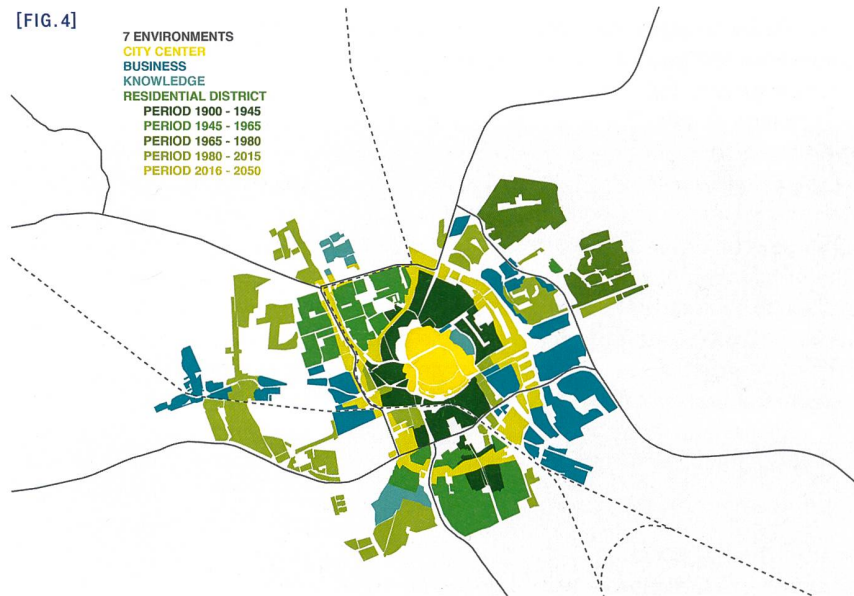 [FIG.4]
7 ENVIRONMENTS
CITY CENTER
BUSINESS
KNOWLEDGE
RESIDENTIAL DISTRICT
PERIOD 1900 - 1945
PERIOD 1945 - 1965
PERIOD 1965 - 1980
PERIOD 1980 - 2015
PERIOD 2016 - 2050